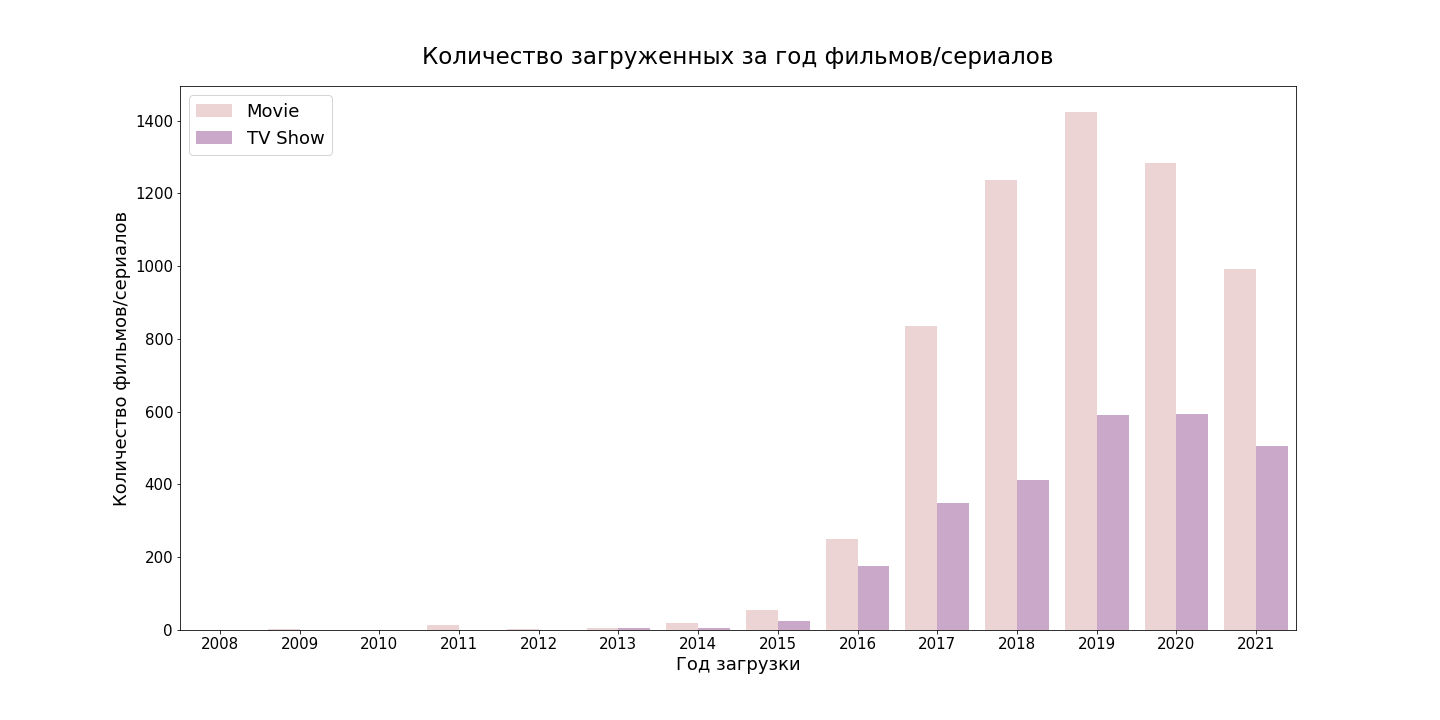 Количество загруженных за год фильмов/сериалов
Movie
TV Show
Количество фильмов/сериалов
1400
1200
1000
800
600
400
200
0
2008 2009 2010 2011 2012 2013 2014 2015 2016 2017 2018 2019 2020 2021
Год загрузки